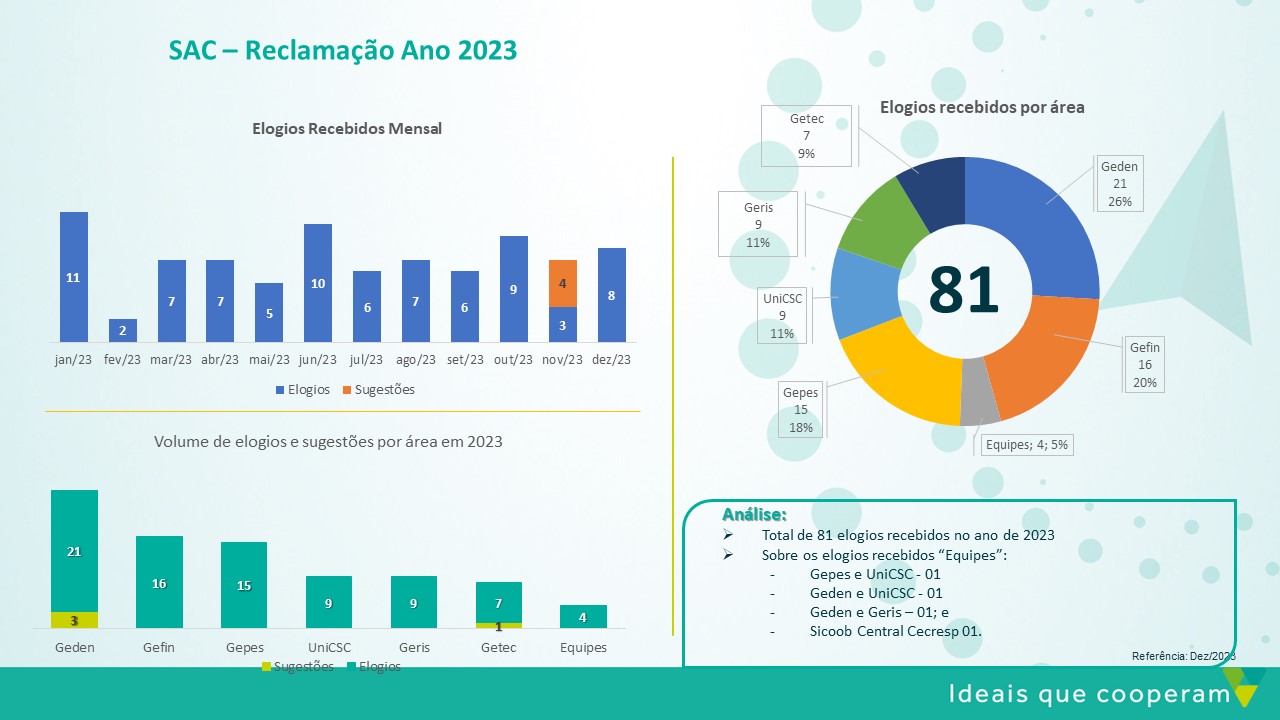 SAC – Reclamação Ano 2023
Elogios Recebidos Mensal
11
2
7
7
5
10
6
7
6
9
4
3
8
jan/23 fev/23 mar/23 abr/23 mai/23 jun/23 jul/23 ago/23 set/23 out/23 nov/23 dez/23
Elogios Sugestões
Volume de elogios e sugestões por área em 2023
21
3
16
15
9
9
7
1
4
Geden Gefin Gepes UniCSC Geris Getec Equipes
Sugestões Elogios
Elogios recebidos por área
Getec
7
9%
Geden
21
26%
Geris
9
11%
UniCSC
9
11%
81
Gefin
16
20%
Gepes
15
18%
Equipes; 4; 5%
Análise:
Total de 81 elogios recebidos no ano de 2023
Sobre os elogios recebidos “Equipes”:
- Gepes e UniCSC - 01
- Geden e UniCSC - 01
- Geden e Geris – 01; e
- Sicoob Central Cecresp 01.
Referência: Dez/2023
Ideais que cooperam